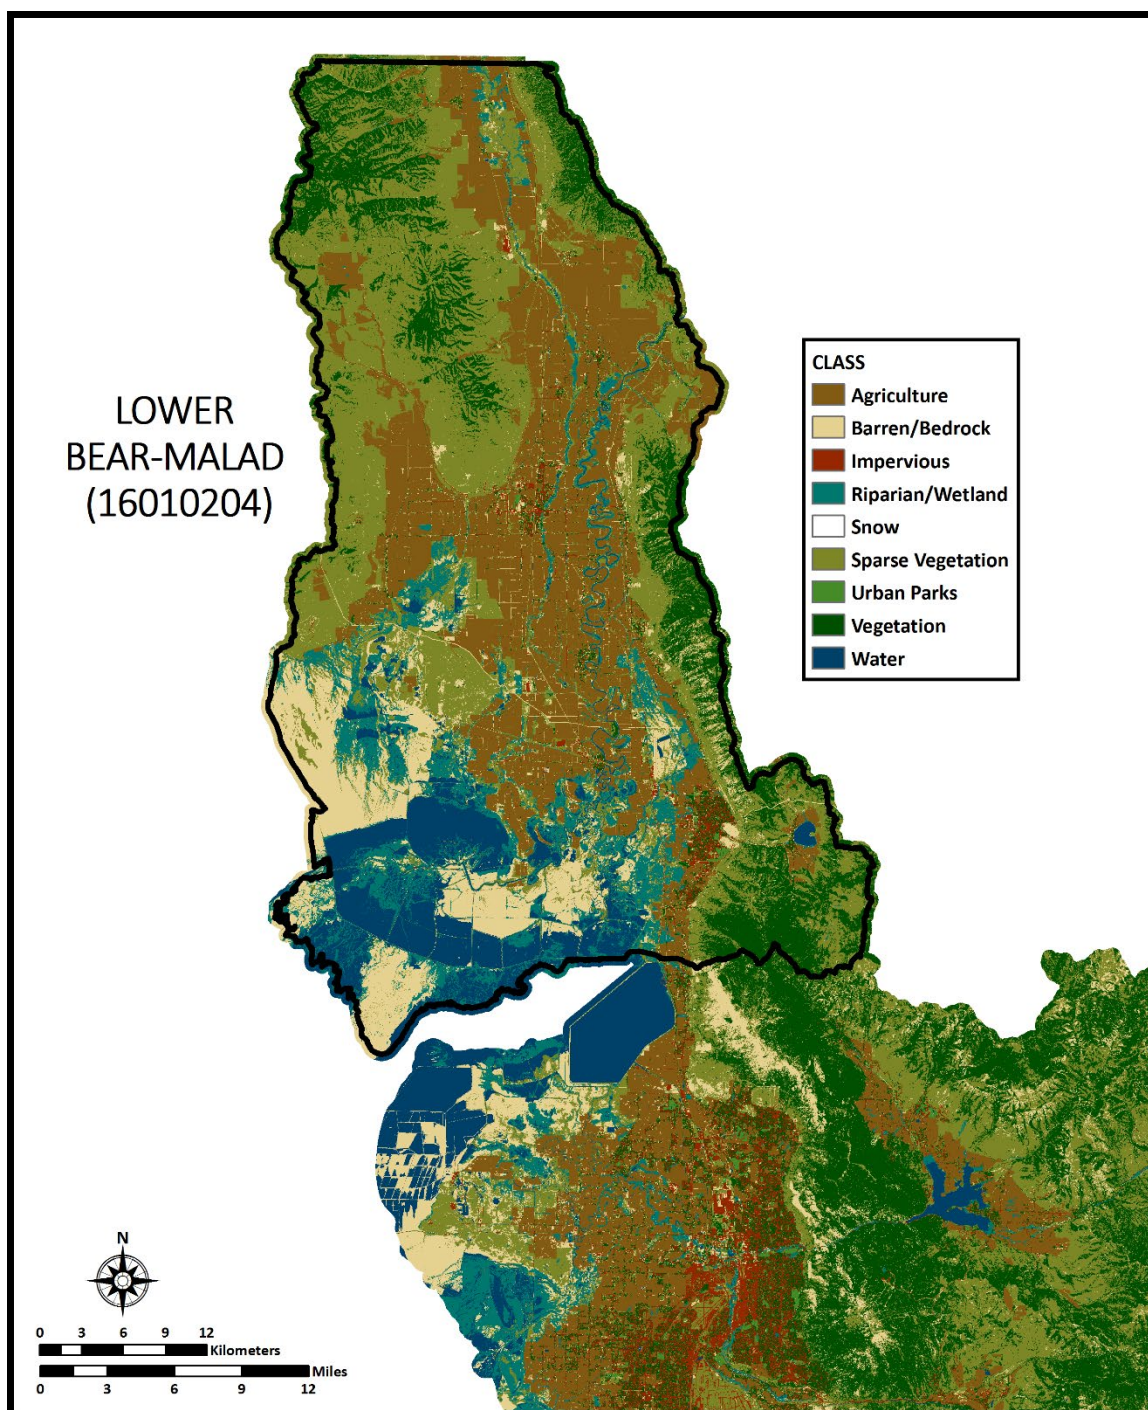 LOWER
BEAR-MALAD
(16010204)
CLASS
Agriculture
Barren/Bedrock
Impervious
Riparian/Wetland
Snow
Sparse Vegetation
Urban Parks
Vegetation
Water
N
0 3 6 9 12
Kilometers
Miles
0 3 6 9 12